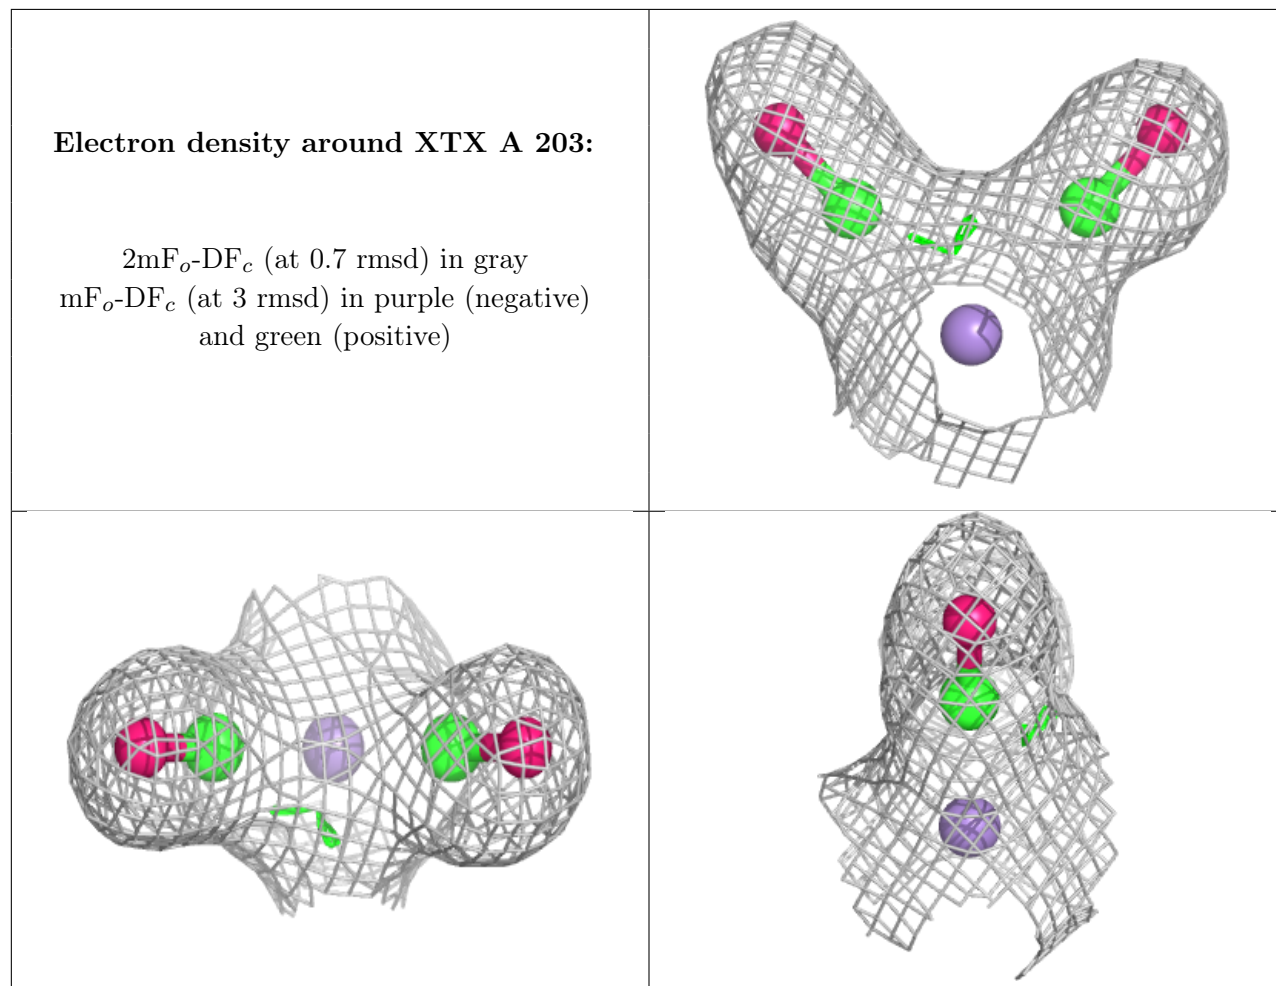 Electron density around XTX A 203:
2mFₒ-DF𝒸 (at 0.7 rmsd) in gray
mFₒ-DF𝒸 (at 3 rmsd) in purple (negative)
and green (positive)